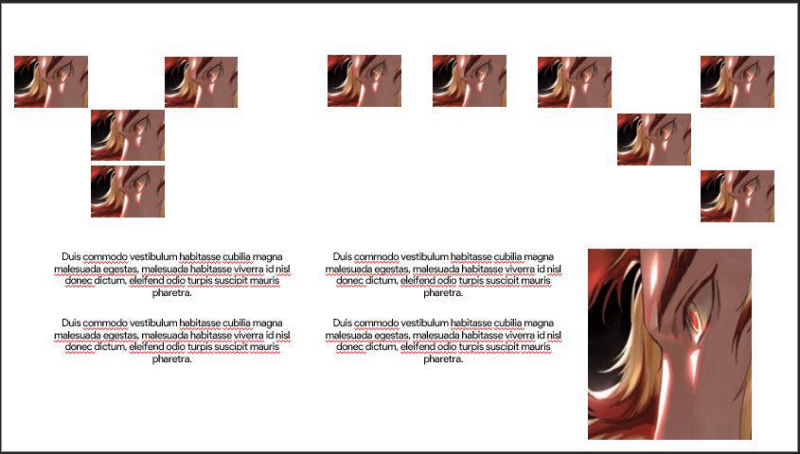 Duis commodo vestibulum habitasse cubilia magna
malesuada egestas, malesuada habitasse viverra id nisl
donec dictum, eleifend odio turpis suscipit mauris
pharetra.
Duis commodo vestibulum habitasse cubilia magna
malesuada egestas, malesuada habitasse viverra id nisl
donec dictum, eleifend odio turpis suscipit mauris
pharetra.
Duis commodo vestibulum habitasse cubilia magna
malesuada egestas, malesuada habitasse viverra id nisl
donec dictum, eleifend odio turpis suscipit mauris
pharetra.
Duis commodo vestibulum habitasse cubilia magna
malesuada egestas, malesuada habitasse viverra id nisl
donec dictum, eleifend odio turpis suscipit mauris
pharetra.